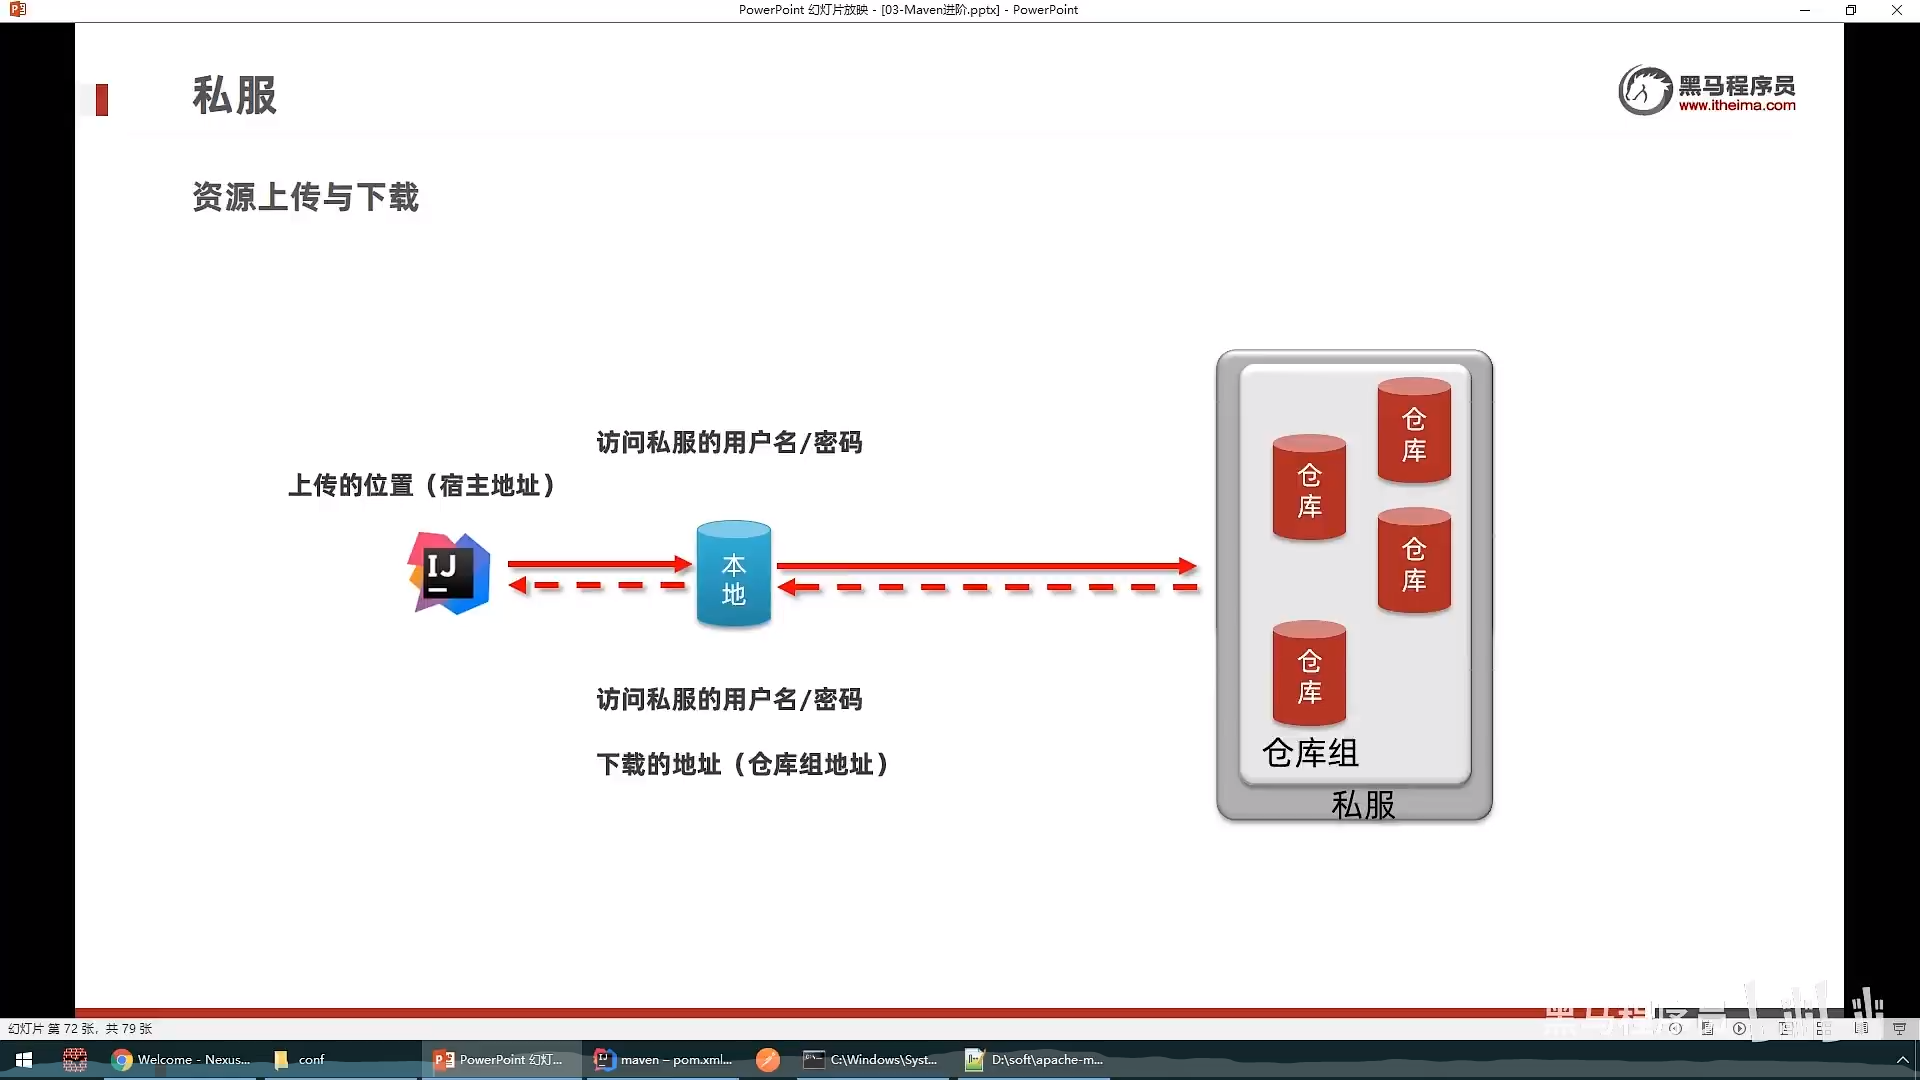 PowerPoint 幻灯片放映 - [03-Maven进阶.pptx] - PowerPoint
私服
黑马程序员
www.itheima.com
资源上传与下载
访问私服的用户名/密码
上传的位置（宿主地址）
IJ
本地
仓库
仓库
仓库
仓库
访问私服的用户名/密码
下载的地址（仓库组地址）
仓库组
私服
幻灯片 第 72 张，共 79 张
Welcome - Nexus...
conf
PowerPoint 幻灯...
maven – pom.xml...
C:\Windows\Syst...
D:\soft\apache-m...